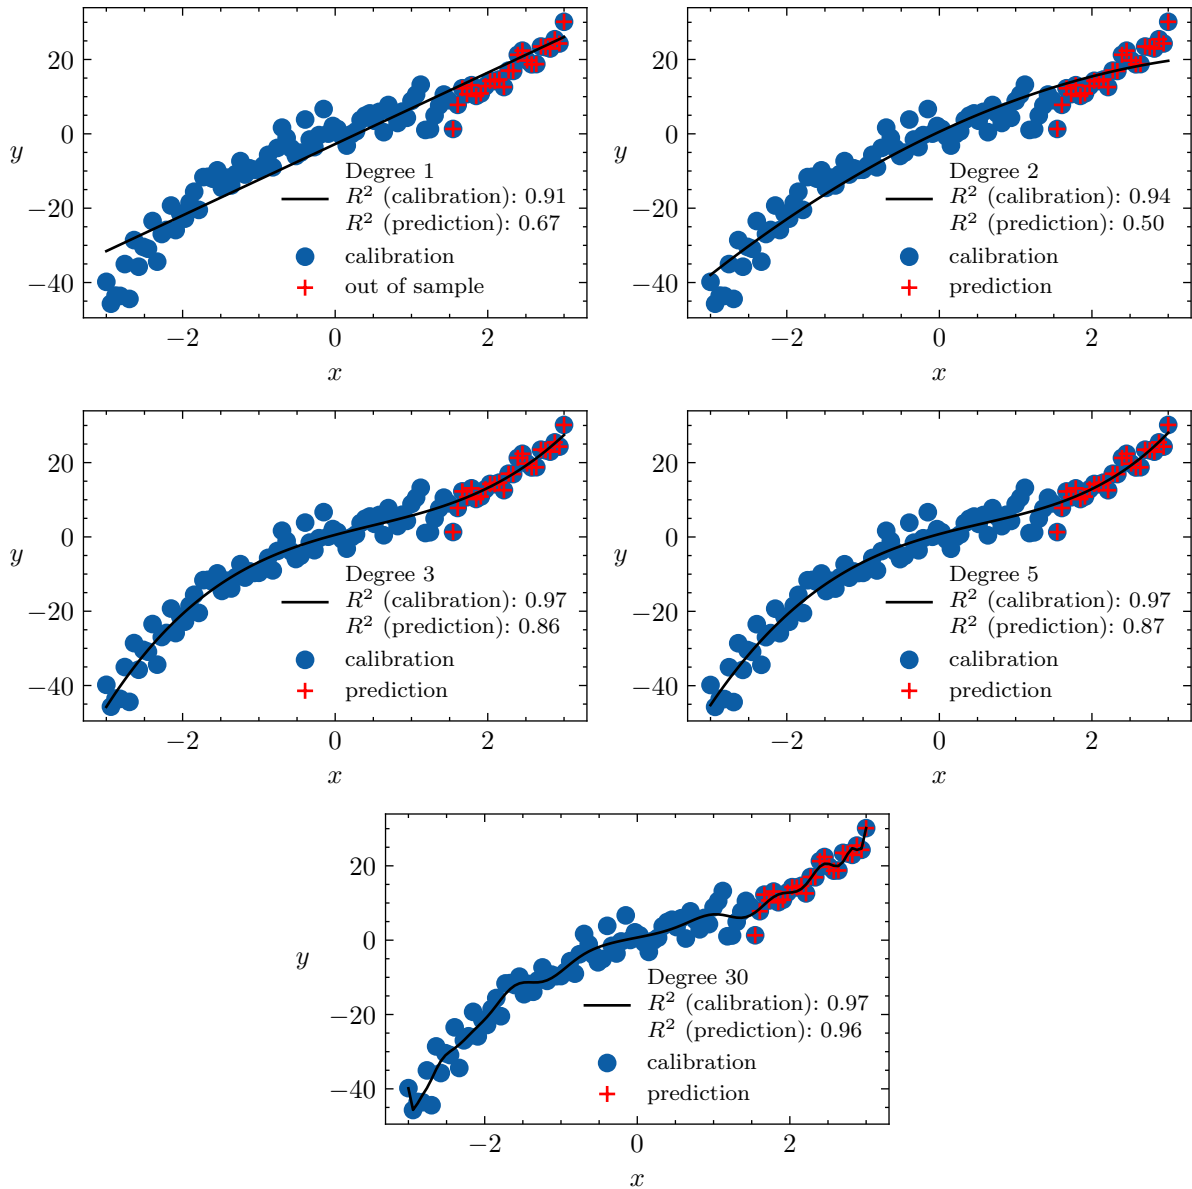 20
0
−20
−40
y
Degree 1
R² (calibration): 0.91
R² (prediction): 0.67
calibration
out of sample
−2 0 2
x
20
0
−20
−40
y
Degree 2
R² (calibration): 0.94
R² (prediction): 0.50
calibration
prediction
−2 0 2
x
20
0
−20
−40
y
Degree 3
R² (calibration): 0.97
R² (prediction): 0.86
calibration
prediction
−2 0 2
x
20
0
−20
−40
y
Degree 5
R² (calibration): 0.97
R² (prediction): 0.87
calibration
prediction
−2 0 2
x
20
0
−20
−40
y
Degree 30
R² (calibration): 0.97
R² (prediction): 0.96
calibration
prediction
−2 0 2
x